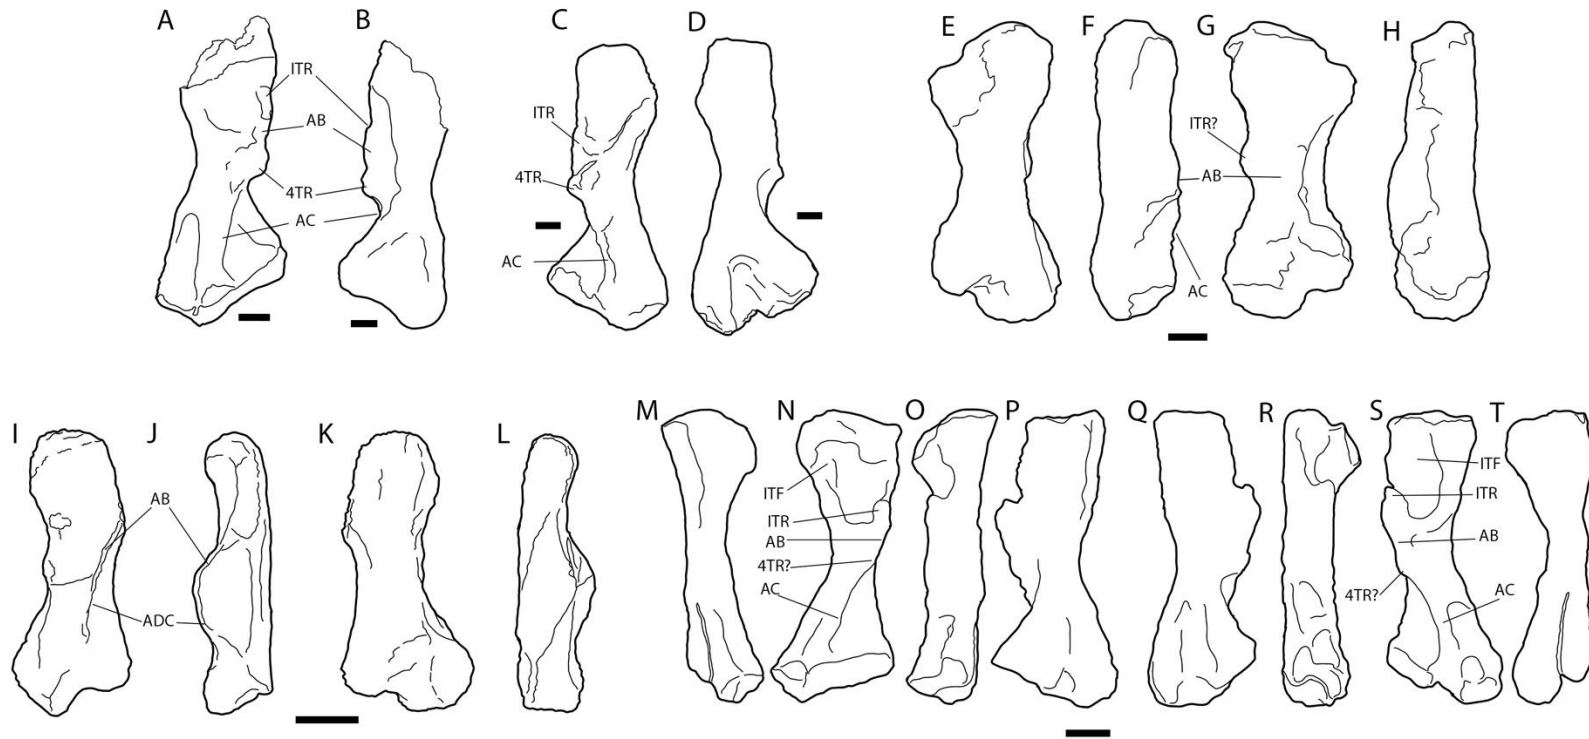 A B C D E F G H
ITR
AB
4TR
AC
ITR
4TR
AC
ITR?
AB
AC
I J K L M N O P Q R S T
AB
ADC
ITF
ITR
AB
4TR?
AC
ITF
ITR
AB
4TR?
AC